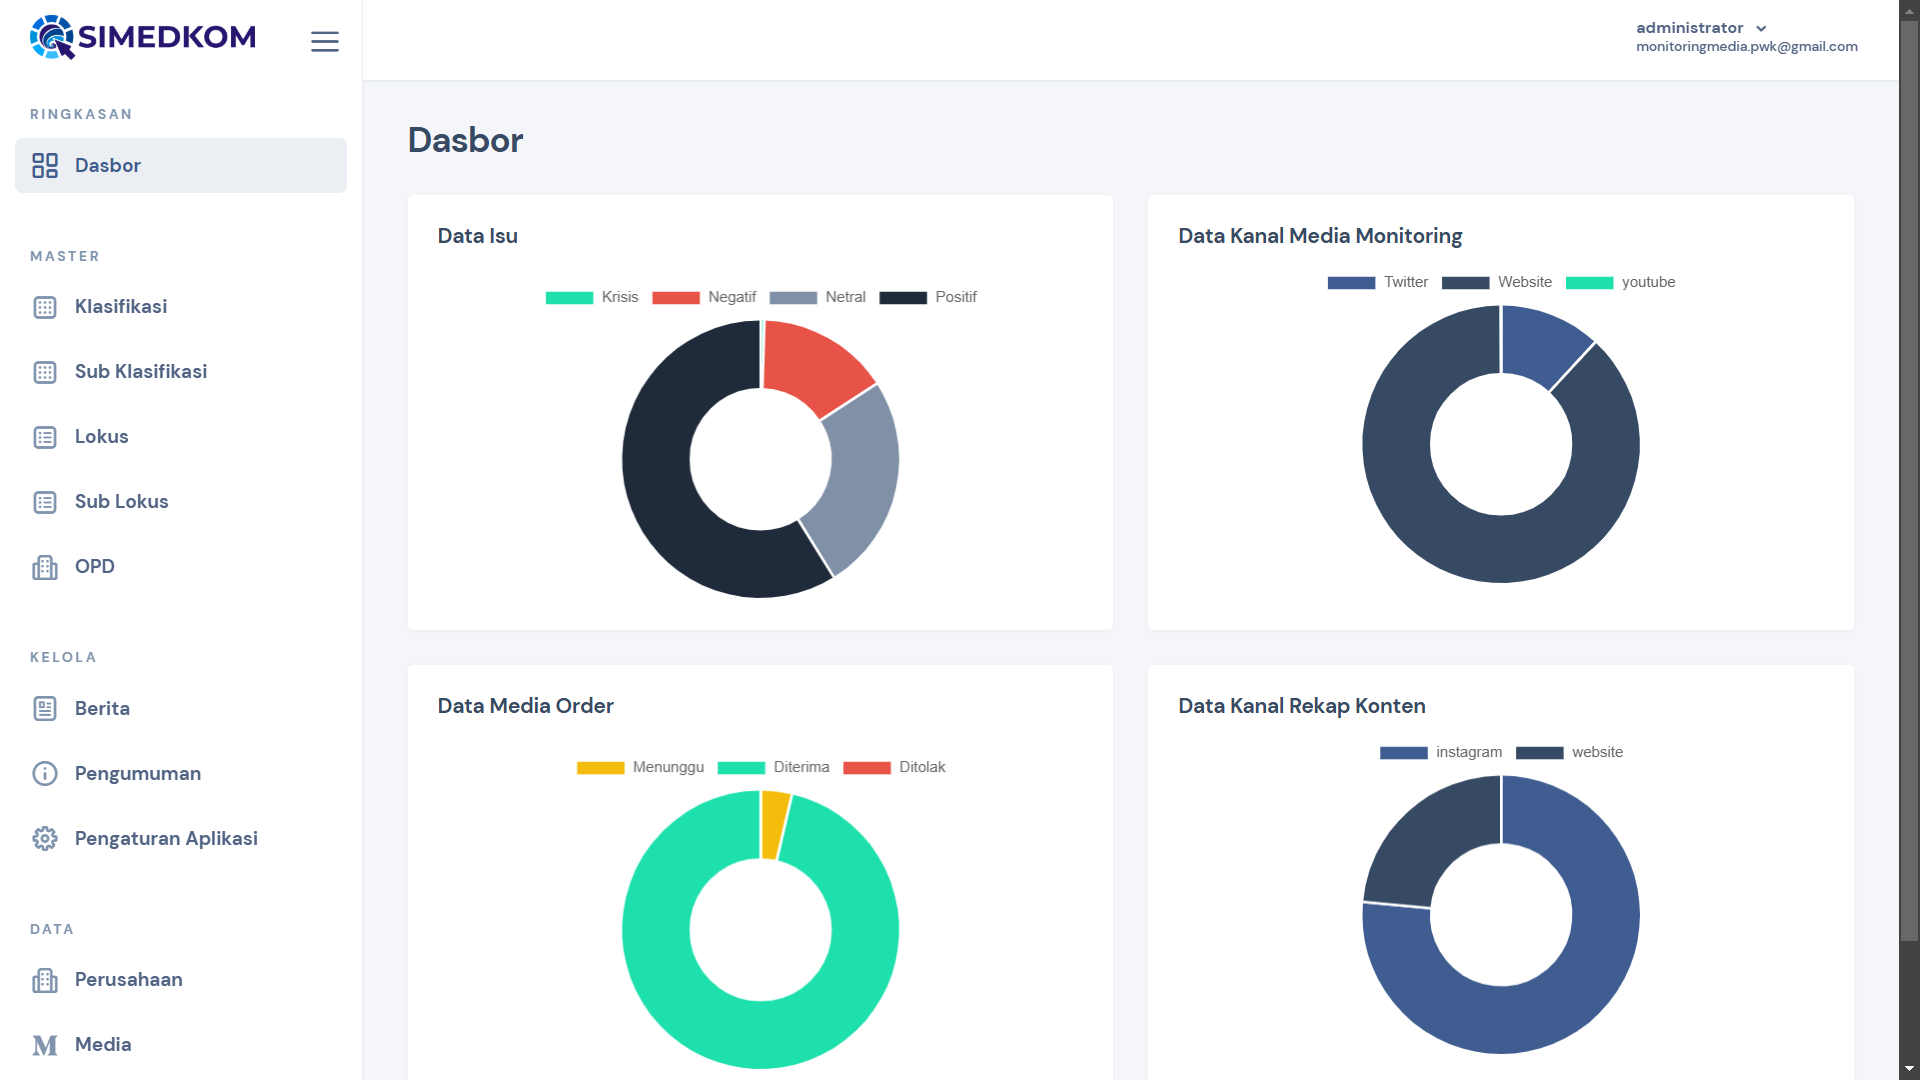 SIMEDKOM
administrator
monitoringmedia.pwk@gmail.com
RINGKASAN
Dasbor
MASTER
Klasifikasi
Sub Klasifikasi
Lokus
Sub Lokus
OPD
KELOLA
Berita
Pengumuman
Pengaturan Aplikasi
DATA
Perusahaan
Media
Dasbor
Data Isu
Krisis Negatif Netral Positif
Data Kanal Media Monitoring
Twitter Website youtube
Data Media Order
Menunggu Diterima Ditolak
Data Kanal Rekap Konten
instagram website